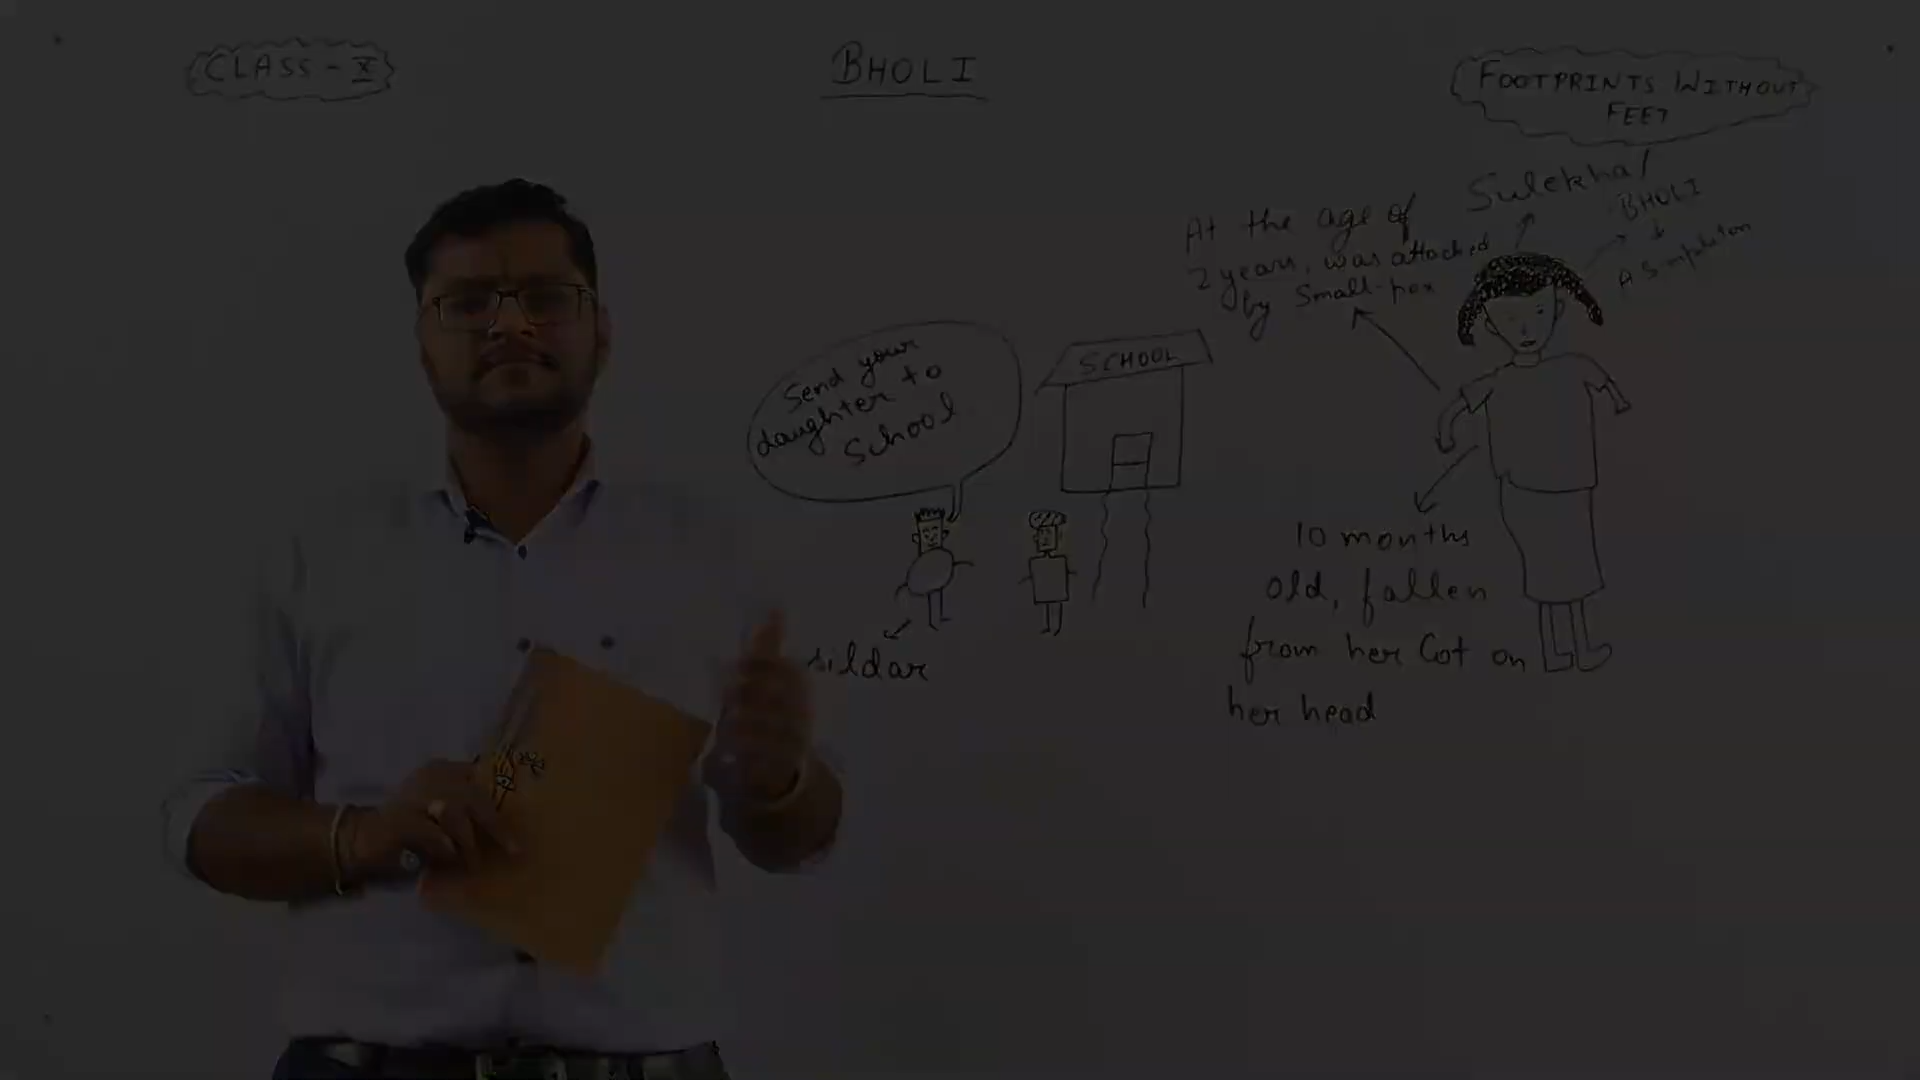 CLASS - X
BHOLI
FOOTPRINTS WITHOUT
FEET
Sulekha
BHOLI
A Simpleton
At the age of
2 years, was attacked
by Small-pox
Send your
daughter to
School
SCHOOL
10 months
old, fallen
from her Cot on
her head
sildar